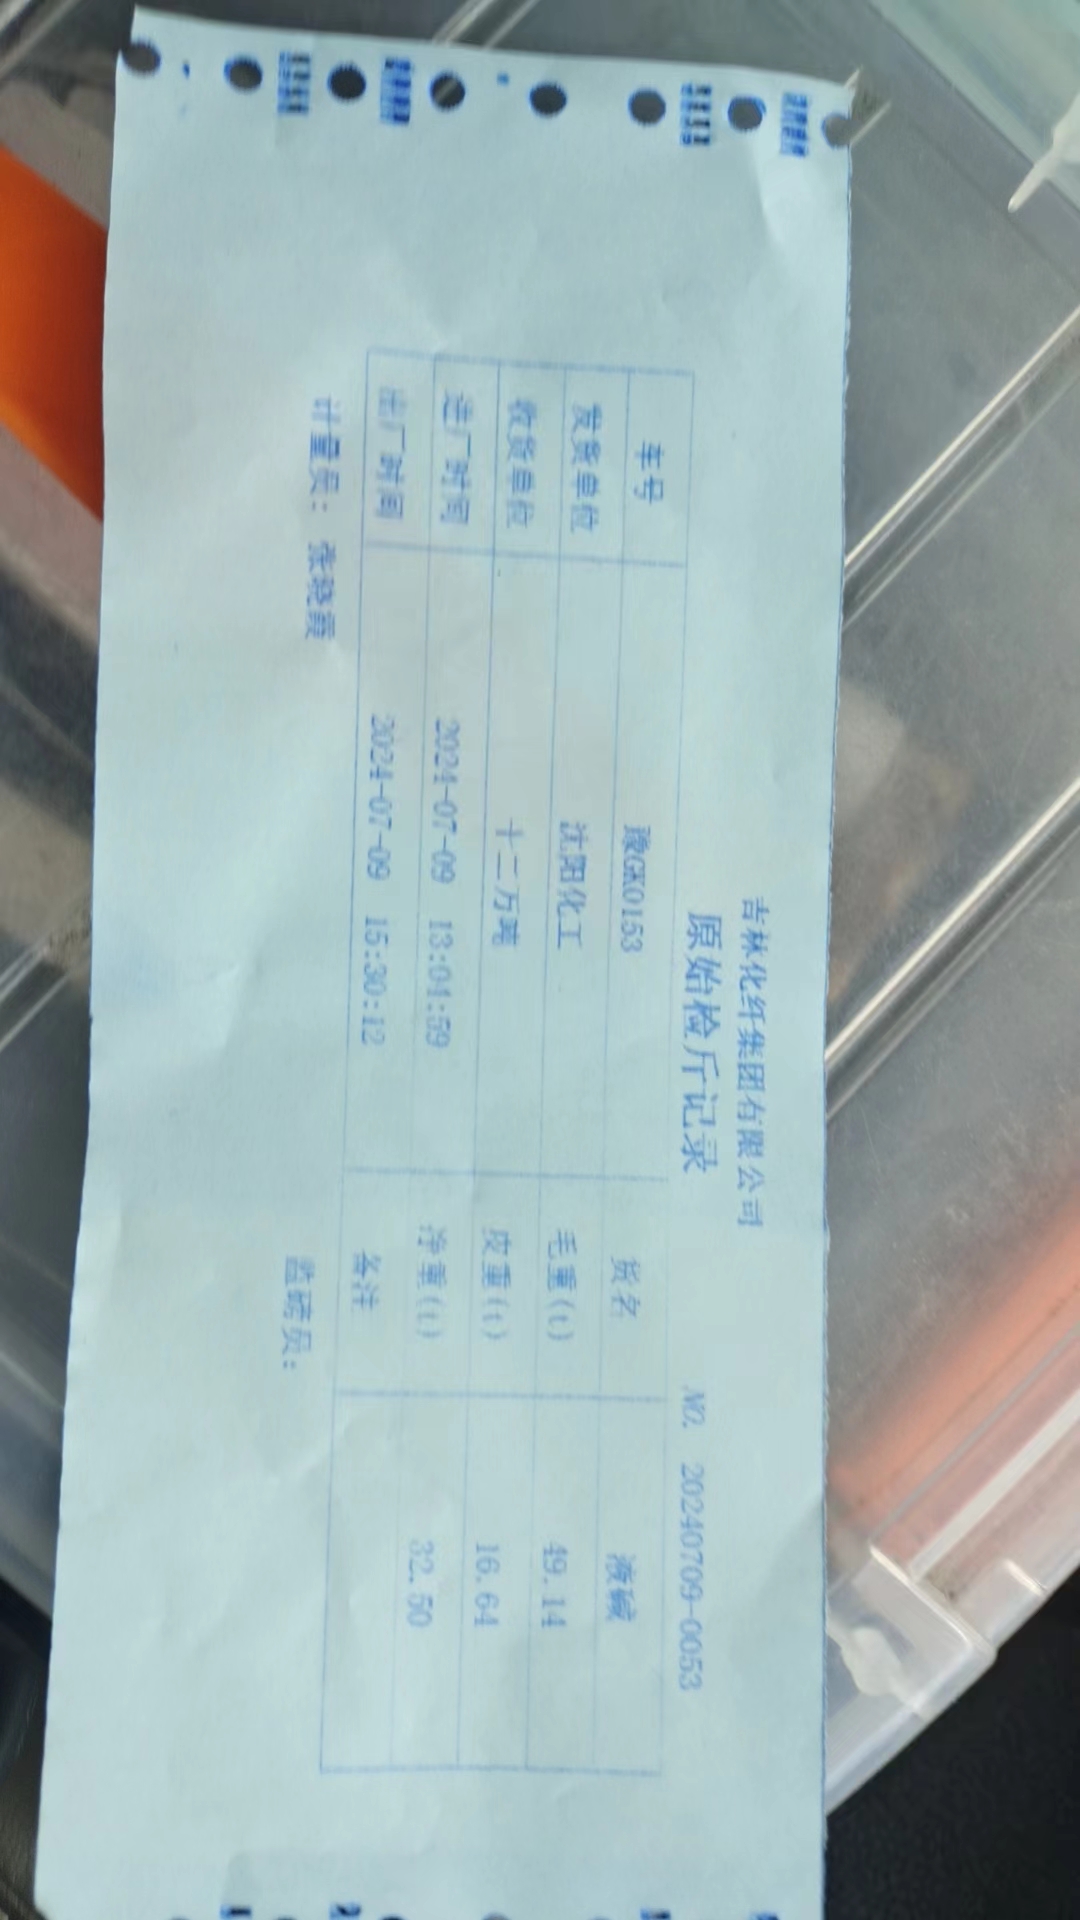 吉林化纤集团有限公司
原始检斤记录
NO. 20240709-0053
车号 豫GK0153 货名 液碱
发货单位 沈阳化工 毛重(t) 49.14
收货单位 十二万吨 皮重(t) 16.64
进厂时间 2024-07-09 13:04:59 净重(t) 32.50
出厂时间 2024-07-09 15:30:12 备注
计量员: 张晓霞 监磅员: